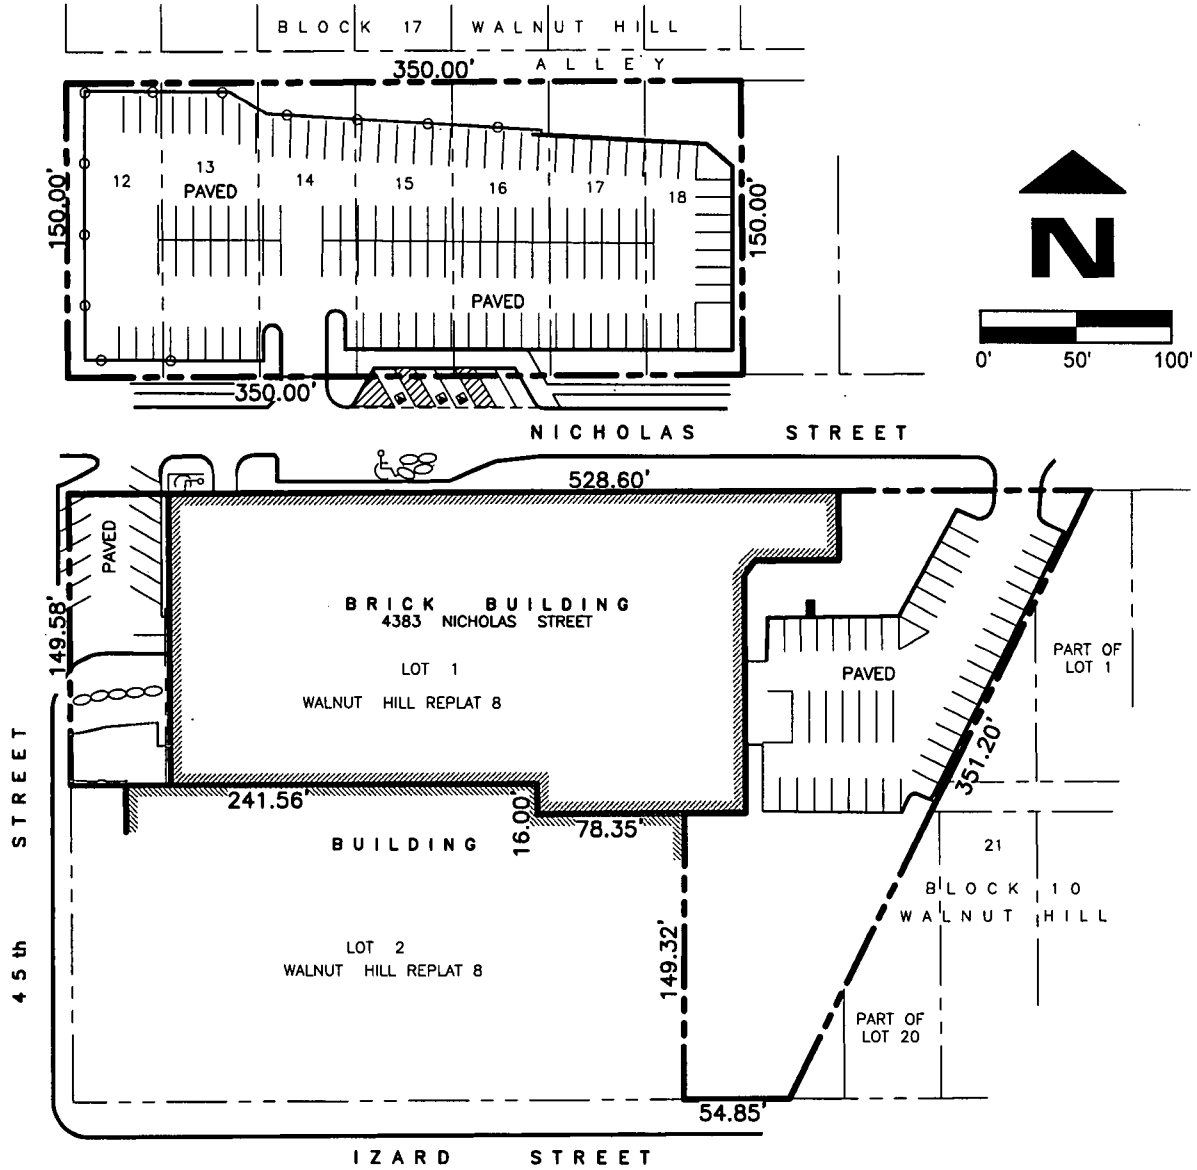 BLOCK 17 WALNUT HILL
ALLEY
350.00'
150.00'
12
13
PAVED
14
15
16
17
18
150.00'
PAVED
350.00'
N
0' 50' 100'
NICHOLAS STREET
528.60'
PAVED
149.58'
BRICK BUILDING
4383 NICHOLAS STREET
LOT 1
WALNUT HILL REPLAT 8
PAVED
PART OF
LOT 1
351.20'
241.56'
16.00'
78.35'
BUILDING
21
BLOCK 10
WALNUT HILL
45th STREET
LOT 2
WALNUT HILL REPLAT 8
149.32'
PART OF
LOT 20
54.85'
IZARD STREET